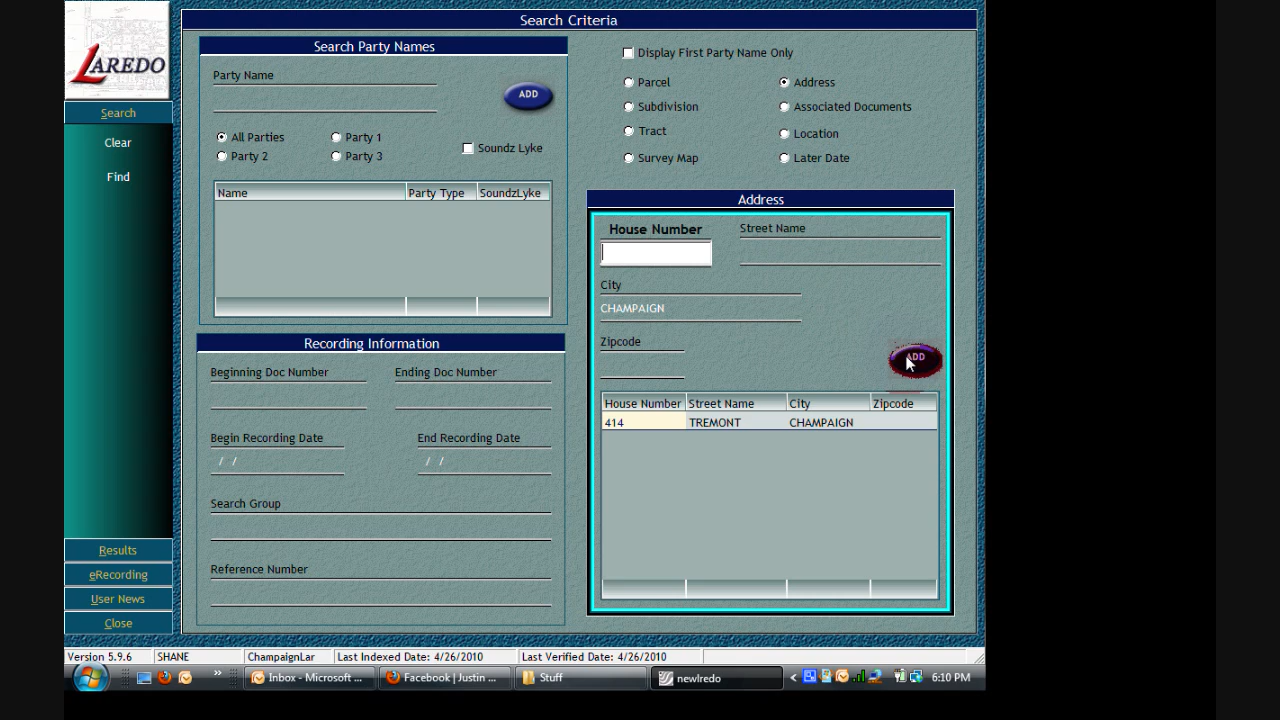 Search Criteria
LAREDO
Search
Clear
Find
Results
eRecording
User News
Close
Search Party Names
Party Name
ADD
All Parties
Party 1
Party 2
Party 3
Soundz Lyke
Name Party Type SoundzLyke
Recording Information
Beginning Doc Number
Ending Doc Number
Begin Recording Date
End Recording Date
/ /
/ /
Search Group
Reference Number
Display First Party Name Only
Parcel
Address
Subdivision
Associated Documents
Tract
Location
Survey Map
Later Date
Address
House Number
Street Name
City
CHAMPAIGN
Zipcode
ADD
House Number Street Name City Zipcode
414 TREMONT CHAMPAIGN
Version 5.9.6 SHANE ChampaignLar Last Indexed Date: 4/26/2010 Last Verified Date: 4/26/2010
» Inbox - Microsoft ... Facebook | Justin ... Stuff newlredo < 6:10 PM